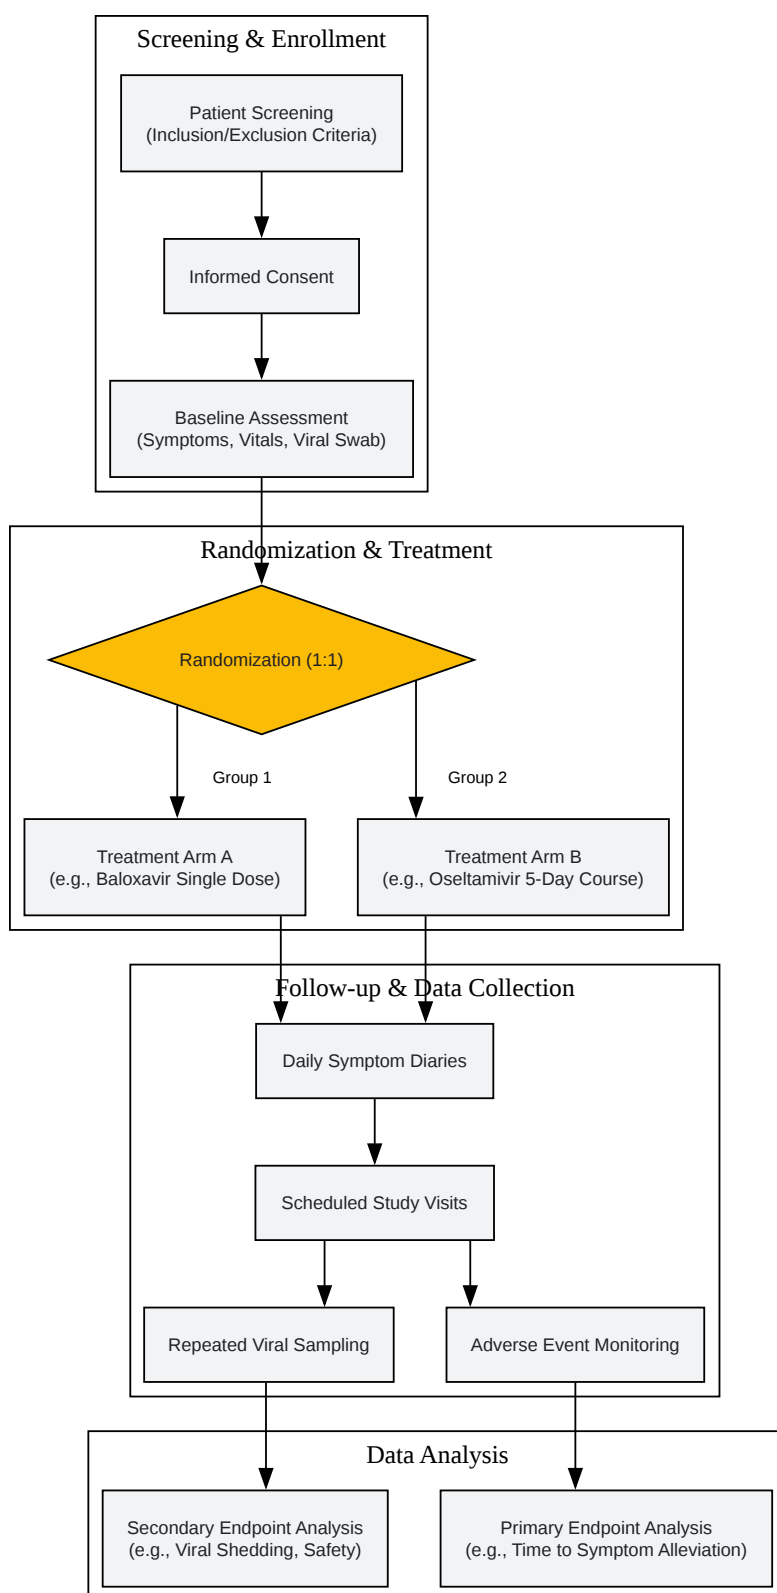 Screening & Enrollment
Patient Screening
(Inclusion/Exclusion Criteria)
Informed Consent
Baseline Assessment
(Symptoms, Vitals, Viral Swab)
Randomization & Treatment
Randomization (1:1)
Group 1
Group 2
Treatment Arm A
(e.g., Baloxavir Single Dose)
Treatment Arm B
(e.g., Oseltamivir 5-Day Course)
Follow-up & Data Collection
Daily Symptom Diaries
Scheduled Study Visits
Repeated Viral Sampling
Adverse Event Monitoring
Data Analysis
Secondary Endpoint Analysis
(e.g., Viral Shedding, Safety)
Primary Endpoint Analysis
(e.g., Time to Symptom Alleviation)